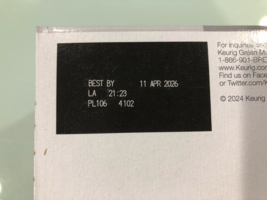 BEST BY 11 APR 2026
LA 21:23
PL106 4102
For inquiries
Keurig Green M
1-866-901-BRE
www.Keurig.com
Find us on Face
or Twitter.com/K
© 2024 Keurig